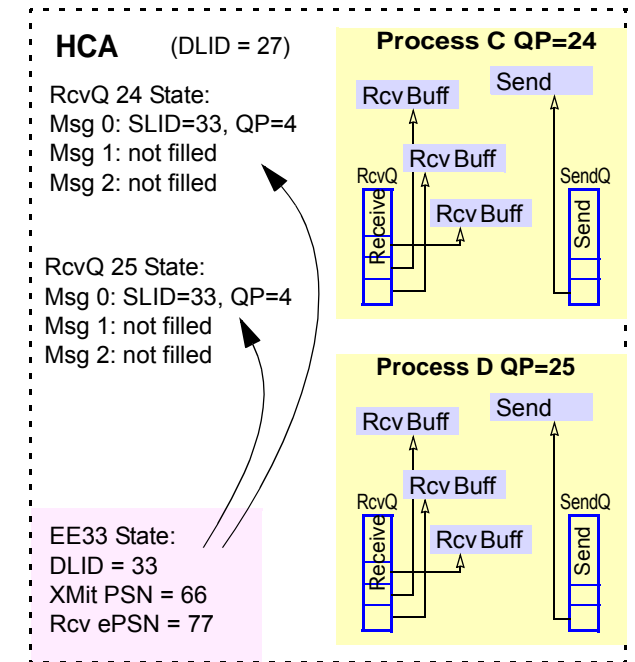 HCA (DLID = 27)
RcvQ 24 State:
Msg 0: SLID=33, QP=4
Msg 1: not filled
Msg 2: not filled
RcvQ 25 State:
Msg 0: SLID=33, QP=4
Msg 1: not filled
Msg 2: not filled
EE33 State:
DLID = 33
XMit PSN = 66
Rcv ePSN = 77
Process C QP=24
Rcv Buff
Send
Rcv Buff
RcvQ
SendQ
Rcv Buff
Receive
Send
Process D QP=25
Rcv Buff
Send
Rcv Buff
RcvQ
SendQ
Rcv Buff
Receive
Send